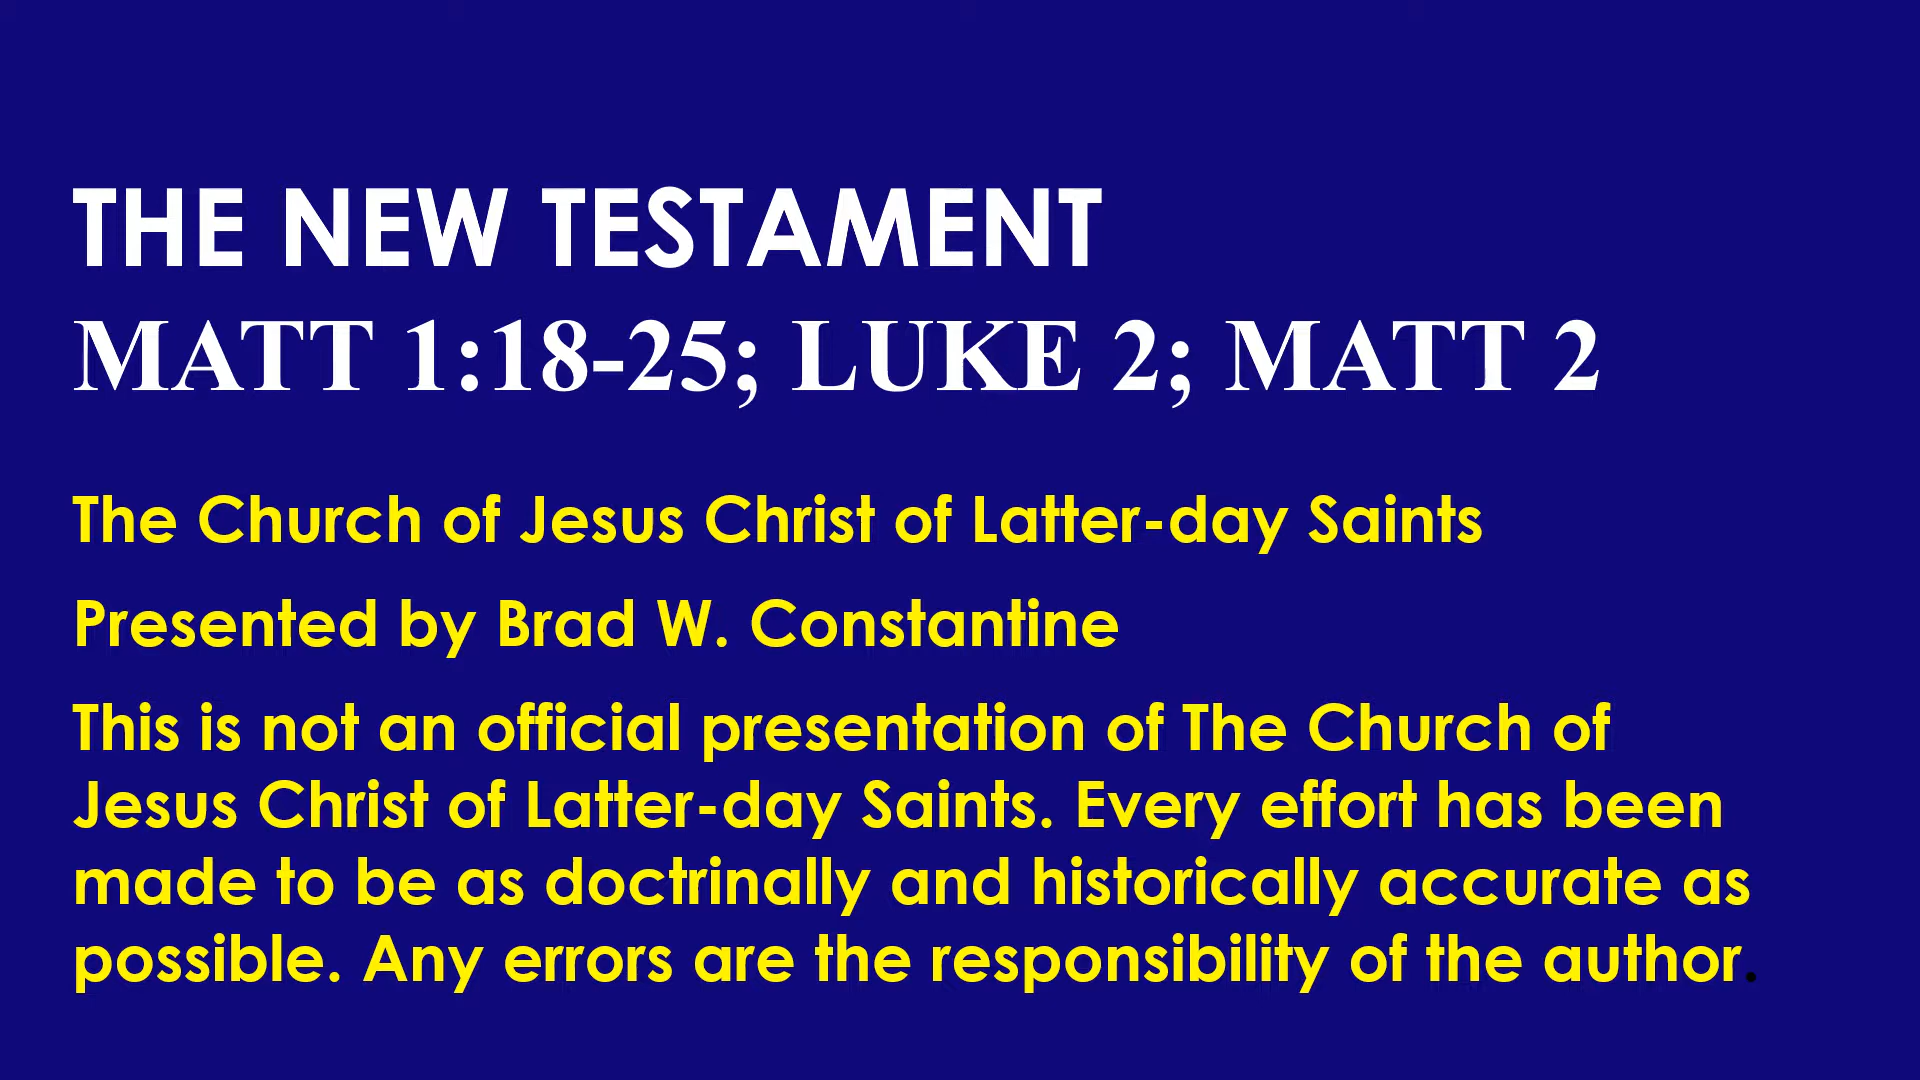 THE NEW TESTAMENT
MATT 1:18-25; LUKE 2; MATT 2
The Church of Jesus Christ of Latter-day Saints
Presented by Brad W. Constantine
This is not an official presentation of The Church of
Jesus Christ of Latter-day Saints. Every effort has been
made to be as doctrinally and historically accurate as
possible. Any errors are the responsibility of the author.